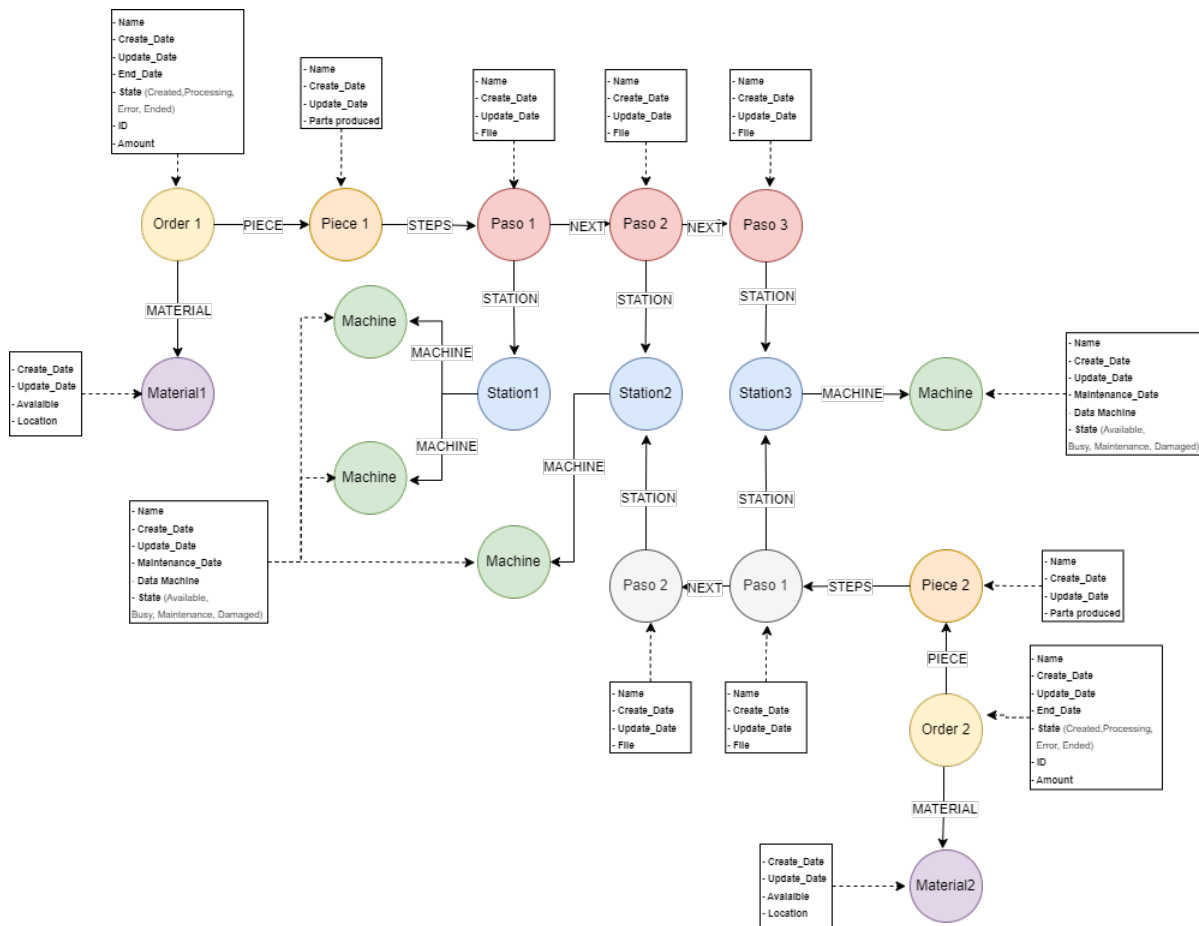 - Name
- Create_Date
- Update_Date
- End_Date
- State (Created,Processing,
Error, Ended)
- ID
- Amount
- Name
- Create_Date
- Update_Date
- Parts produced
- Name
- Create_Date
- Update_Date
- File
- Name
- Create_Date
- Update_Date
- File
- Name
- Create_Date
- Update_Date
- File
Order 1
PIECE
Piece 1
STEPS
Paso 1
NEXT
Paso 2
NEXT
Paso 3
MATERIAL
STATION
STATION
STATION
Machine
MACHINE
- Create_Date
- Update_Date
- Avalaible
- Location
Material1
Station1
Station2
Station3
MACHINE
Machine
- Name
- Create_Date
- Update_Date
- Maintenance_Date
- Data Machine
- State (Available,
Busy, Maintenance, Damaged)
MACHINE
Machine
MACHINE
STATION
STATION
- Name
- Create_Date
- Update_Date
- Maintenance_Date
- Data Machine
- State (Available,
Busy, Maintenance, Damaged)
Machine
Paso 2
NEXT
Paso 1
STEPS
Piece 2
- Name
- Create_Date
- Update_Date
- Parts produced
PIECE
- Name
- Create_Date
- Update_Date
- File
- Name
- Create_Date
- Update_Date
- File
Order 2
- Name
- Create_Date
- Update_Date
- End_Date
- State (Created,Processing,
Error, Ended)
- ID
- Amount
MATERIAL
- Create_Date
- Update_Date
- Avalaible
- Location
Material2